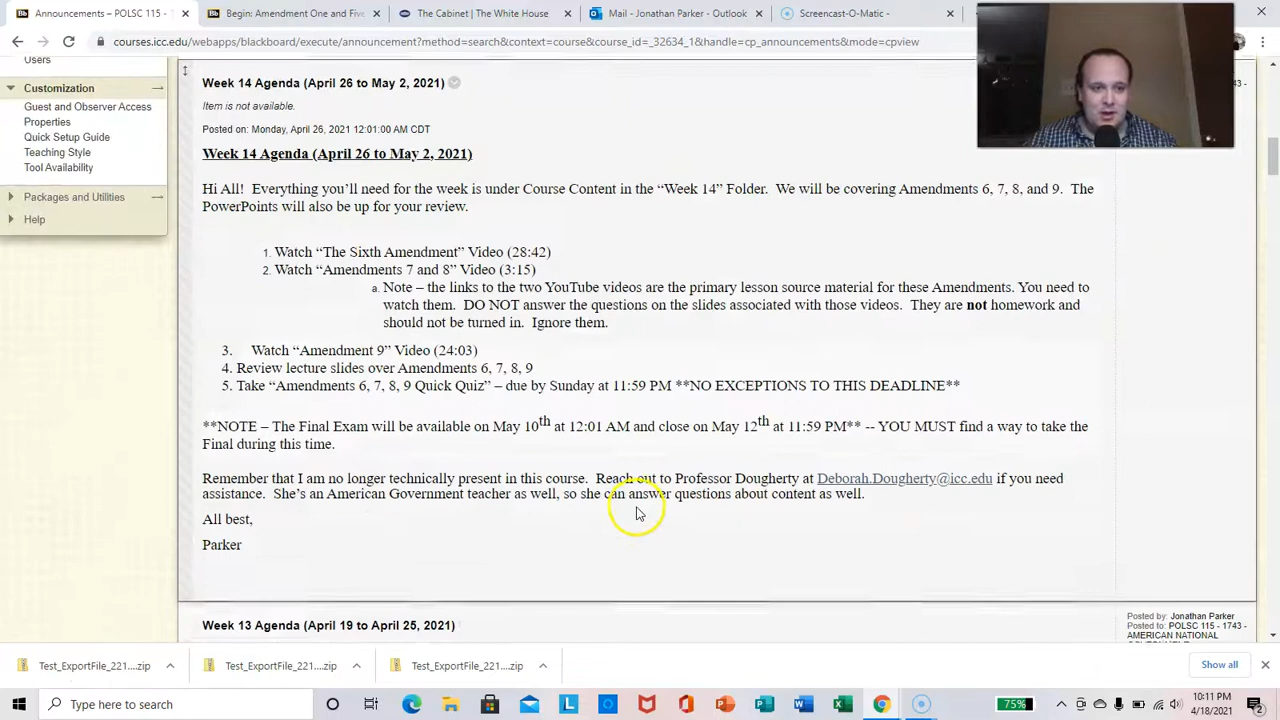 Announcements – POLSC 115 -
Begin: Amendment One and Five
The Cabinet | The White House
Mail - Jonathan Parker - Outlook
Screencast-O-Matic -
courses.icc.edu/webapps/blackboard/execute/announcement?method=search&context=course&course_id=_32634_1&handle=cp_announcements&mode=cpview
Users
Customization
Guest and Observer Access
Properties
Quick Setup Guide
Teaching Style
Tool Availability
Packages and Utilities
Help
Week 14 Agenda (April 26 to May 2, 2021)
Item is not available.
Posted on: Monday, April 26, 2021 12:01:00 AM CDT
Week 14 Agenda (April 26 to May 2, 2021)
Hi All! Everything you'll need for the week is under Course Content in the "Week 14" Folder. We will be covering Amendments 6, 7, 8, and 9. The
PowerPoints will also be up for your review.
1. Watch "The Sixth Amendment" Video (28:42)
2. Watch "Amendments 7 and 8" Video (3:15)
a. Note – the links to the two YouTube videos are the primary lesson source material for these Amendments. You need to
watch them. DO NOT answer the questions on the slides associated with those videos. They are not homework and
should not be turned in. Ignore them.
3. Watch "Amendment 9" Video (24:03)
4. Review lecture slides over Amendments 6, 7, 8, 9
5. Take "Amendments 6, 7, 8, 9 Quick Quiz" – due by Sunday at 11:59 PM **NO EXCEPTIONS TO THIS DEADLINE**
**NOTE – The Final Exam will be available on May 10th at 12:01 AM and close on May 12th at 11:59 PM** -- YOU MUST find a way to take the
Final during this time.
Remember that I am no longer technically present in this course. Reach out to Professor Dougherty at Deborah.Dougherty@icc.edu if you need
assistance. She's an American Government teacher as well, so she can answer questions about content as well.
All best,
Parker
43 -
Week 13 Agenda (April 19 to April 25, 2021)
Posted by: Jonathan Parker
Posted to: POLSC 115 - 1743 -
AMERICAN NATIONAL
Test_ExportFile_221....zip
Test_ExportFile_221....zip
Test_ExportFile_221....zip
Show all
Type here to search
75%
10:11 PM
4/18/2021
2